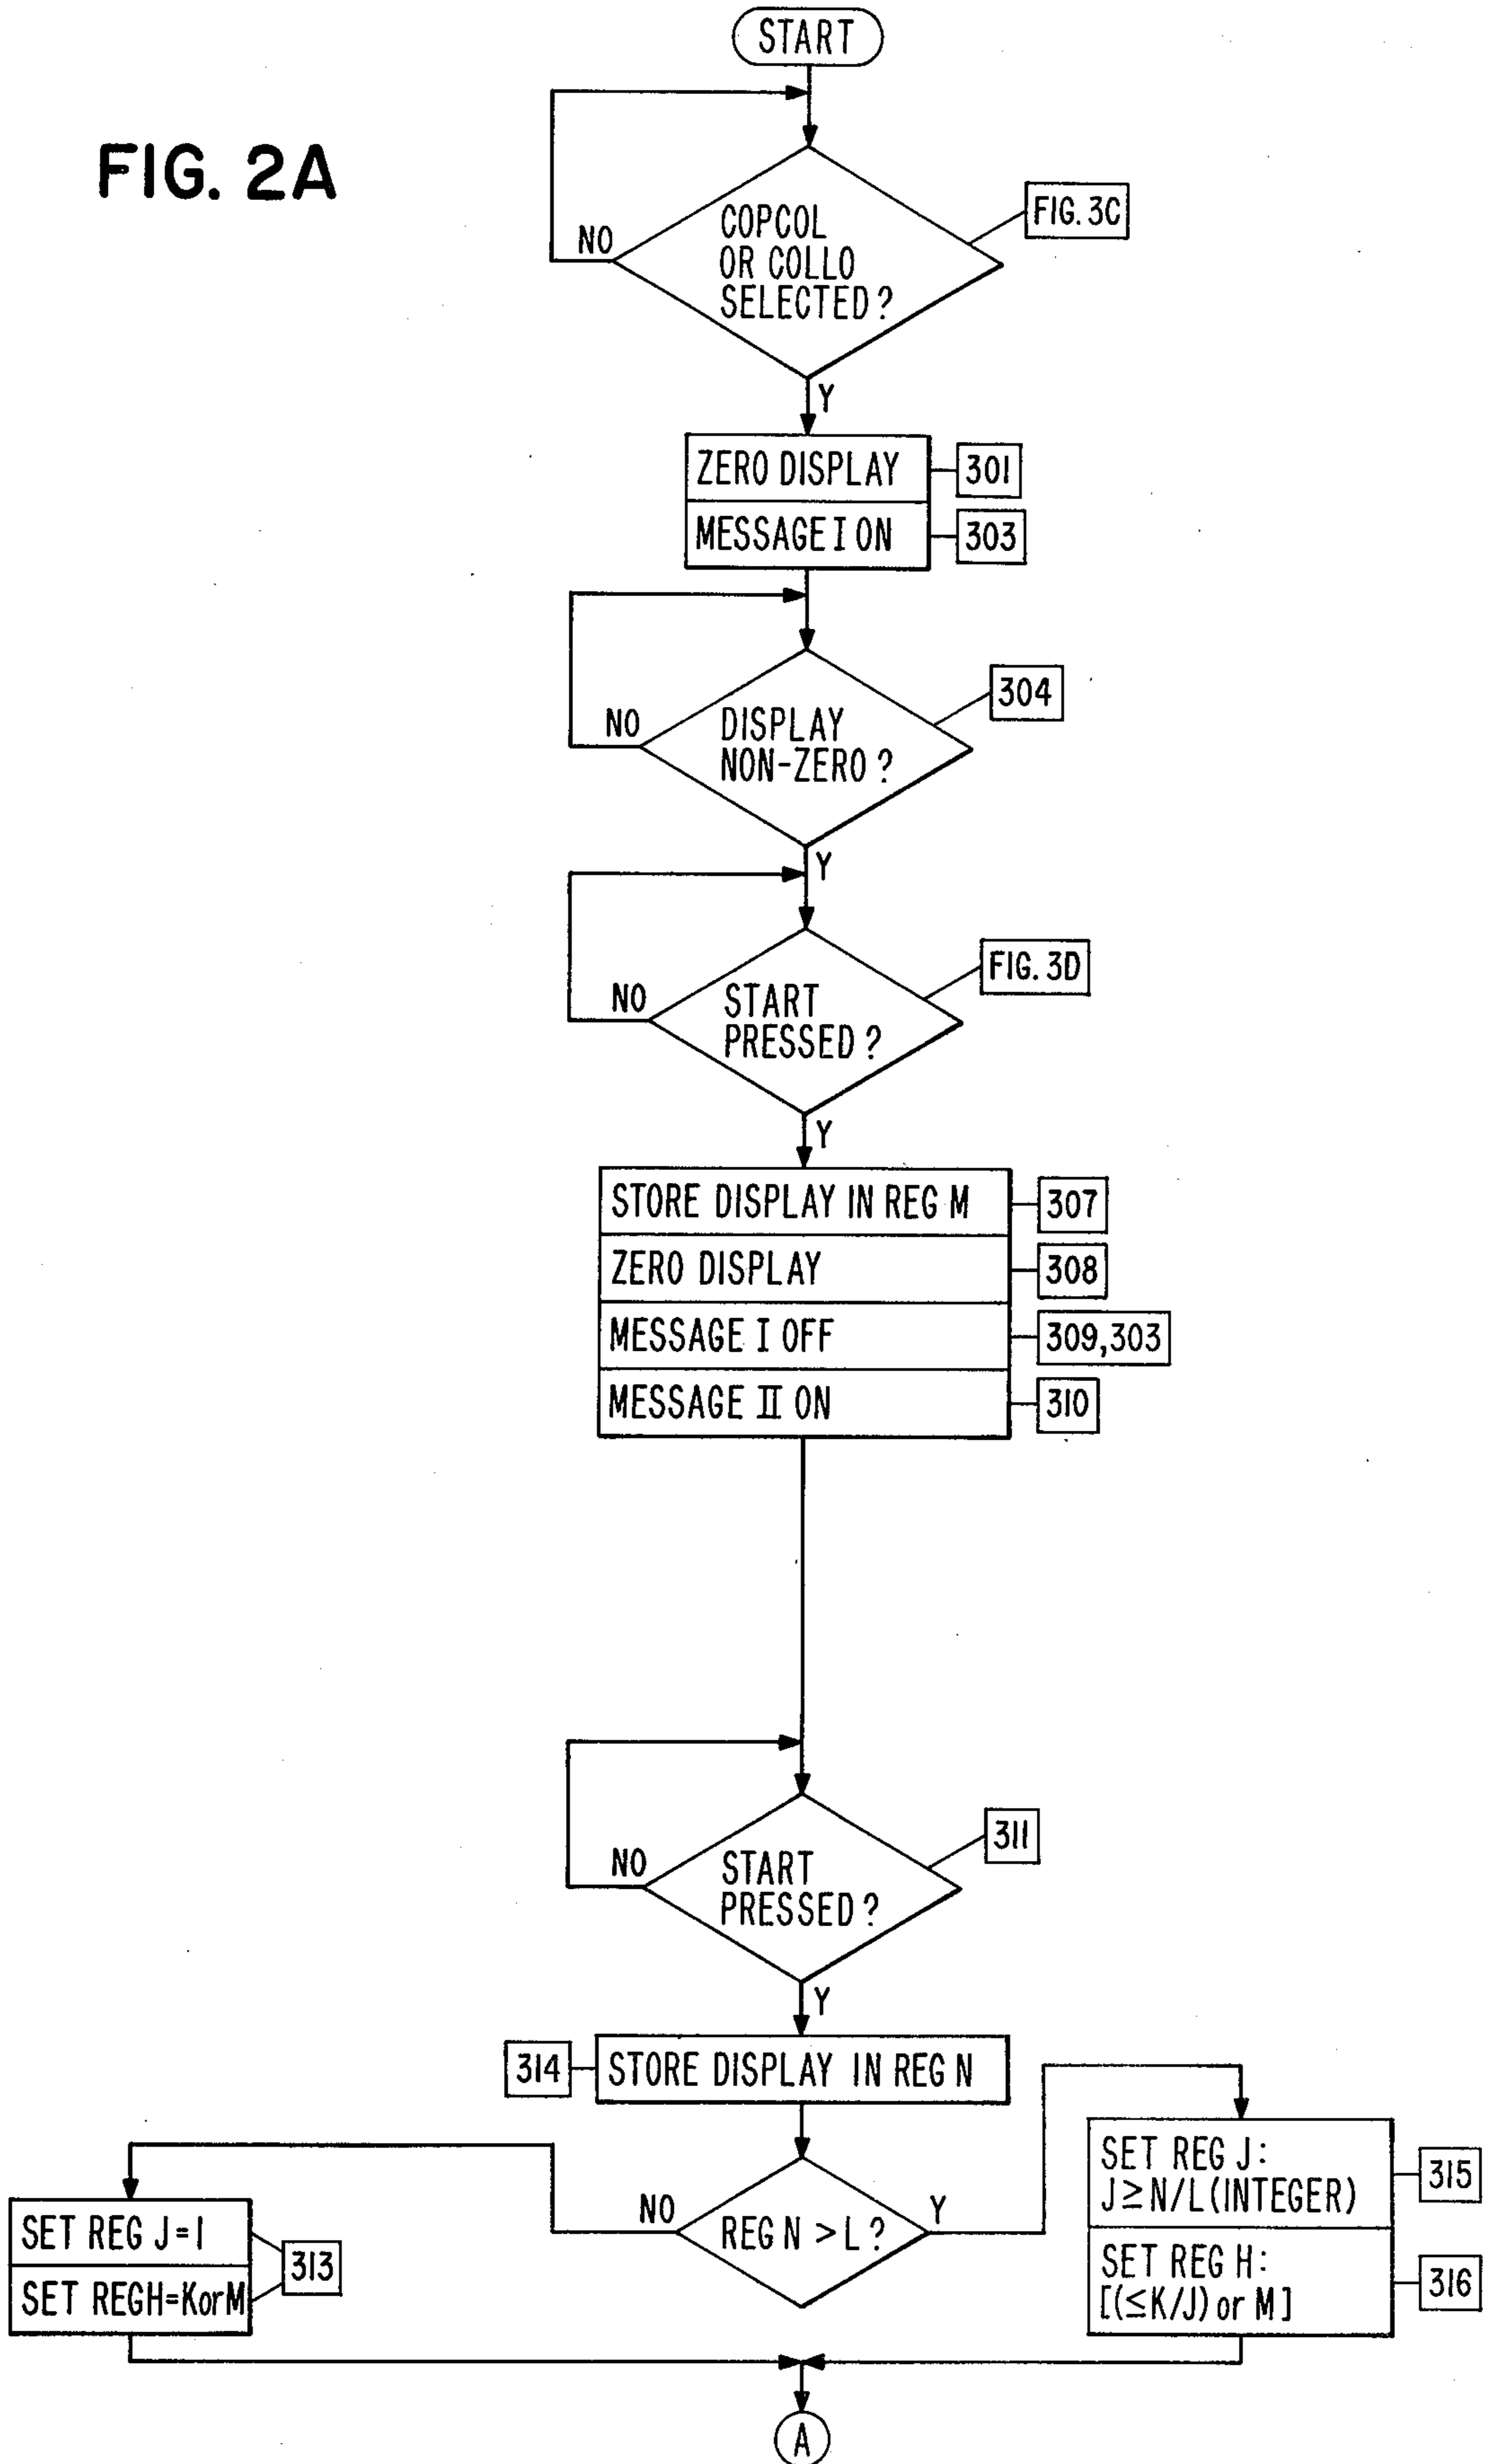 START
FIG. 2A
FIG. 3C
NO
COPCOL
OR COLLO
SELECTED?
Y
ZERO DISPLAY
301
MESSAGE I ON
303
304
NO
DISPLAY
NON-ZERO?
Y
FIG. 3D
NO
START
PRESSED?
Y
STORE DISPLAY IN REG M
307
ZERO DISPLAY
308
MESSAGE I OFF
309,303
MESSAGE II ON
310
311
NO
START
PRESSED?
Y
314
STORE DISPLAY IN REG N
NO
REG N > L?
Y
SET REG J:
J≥N/L(INTEGER)
315
SET REG H:
[(≤K/J) or M]
316
SET REG J=1
SET REGH=KorM
313
A